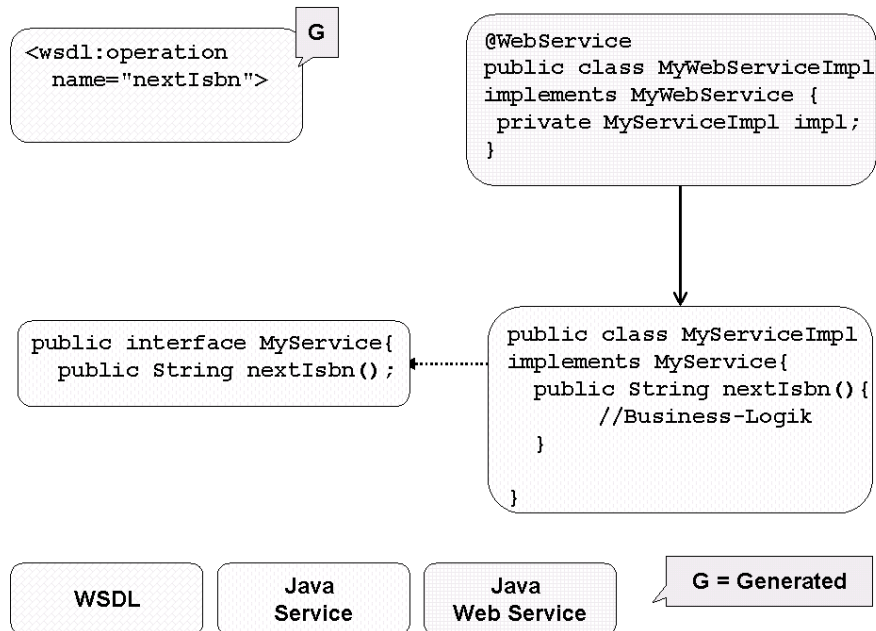 G
<wsdl:operation
name="nextIsbn">
@WebService
public class MyWebServiceImpl
implements MyWebService {
private MyServiceImpl impl;
}
public interface MyService{
public String nextIsbn();
public class MyServiceImpl
implements MyService{
public String nextIsbn(){
//Business-Logik
}
}
WSDL
Java
Service
Java
Web Service
G = Generated